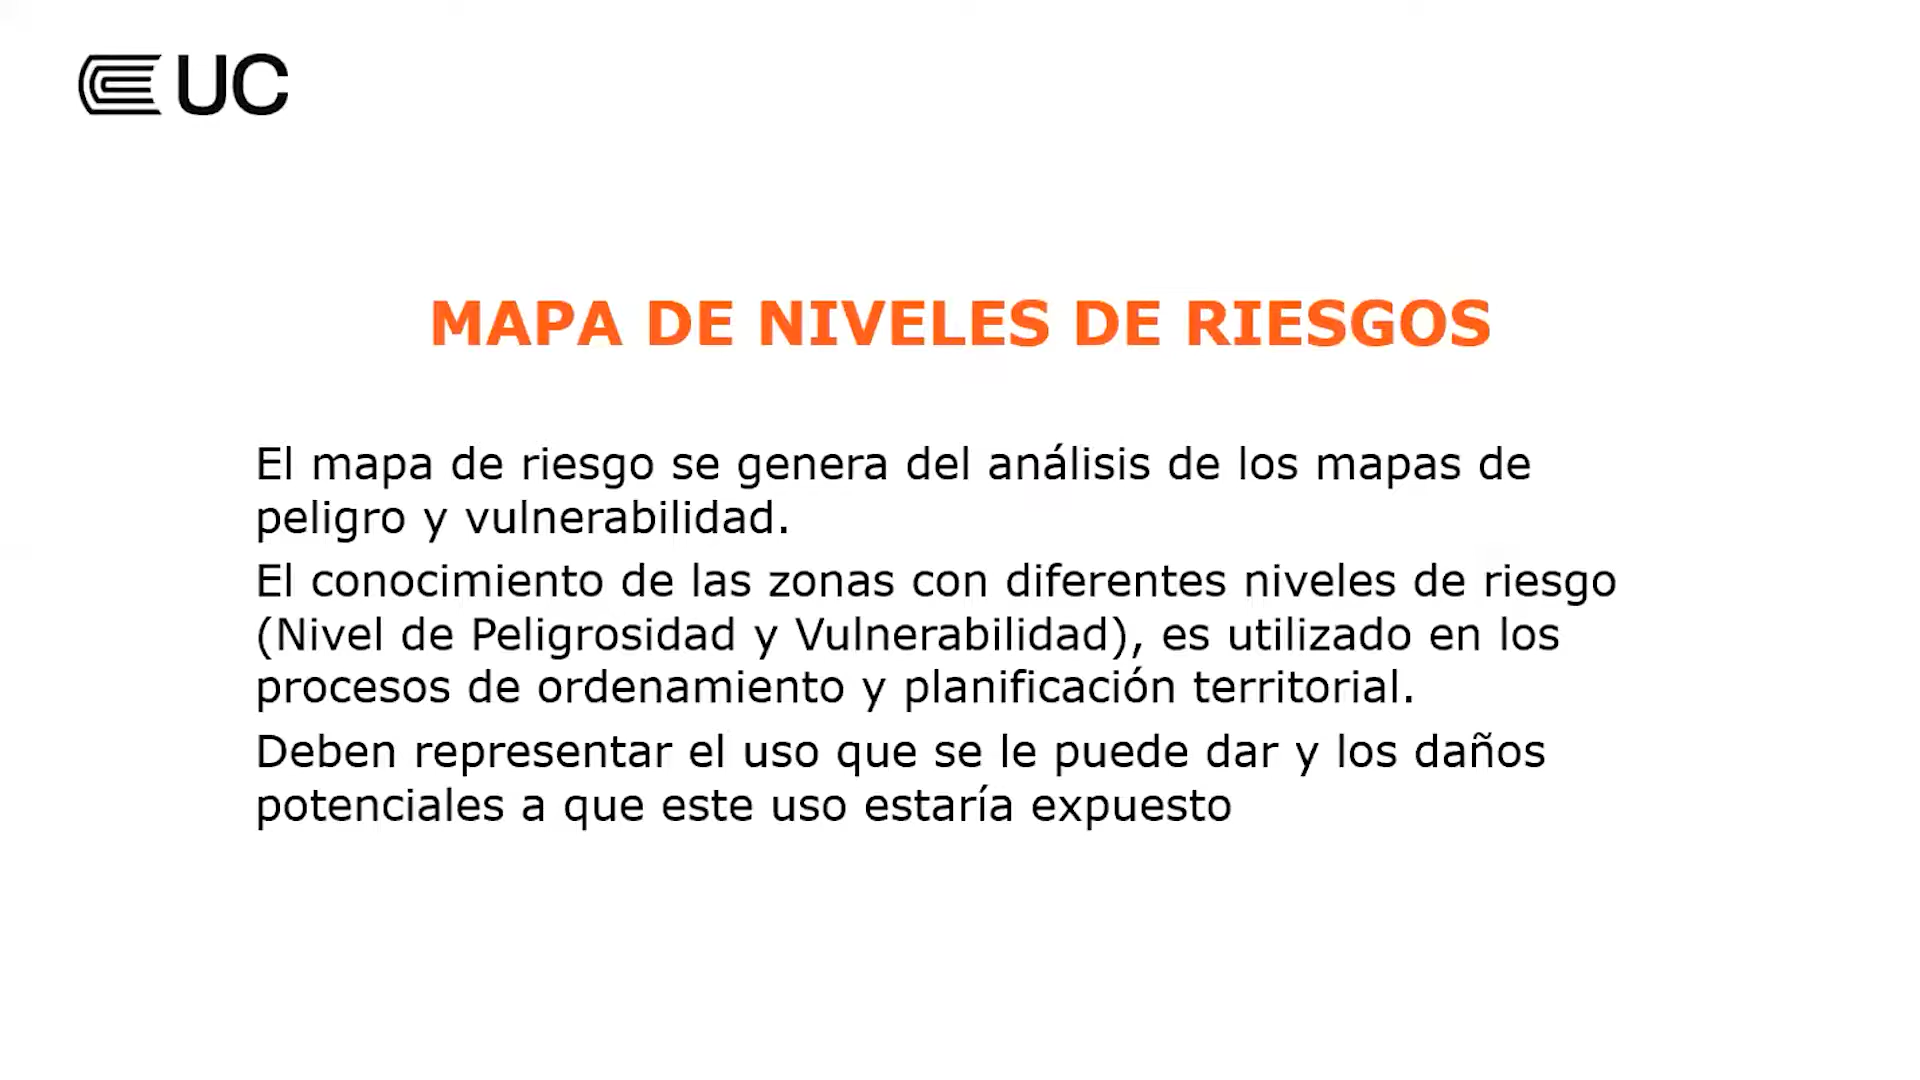 UC
MAPA DE NIVELES DE RIESGOS
El mapa de riesgo se genera del análisis de los mapas de
peligro y vulnerabilidad.
El conocimiento de las zonas con diferentes niveles de riesgo
(Nivel de Peligrosidad y Vulnerabilidad), es utilizado en los
procesos de ordenamiento y planificación territorial.
Deben representar el uso que se le puede dar y los daños
potenciales a que este uso estaría expuesto